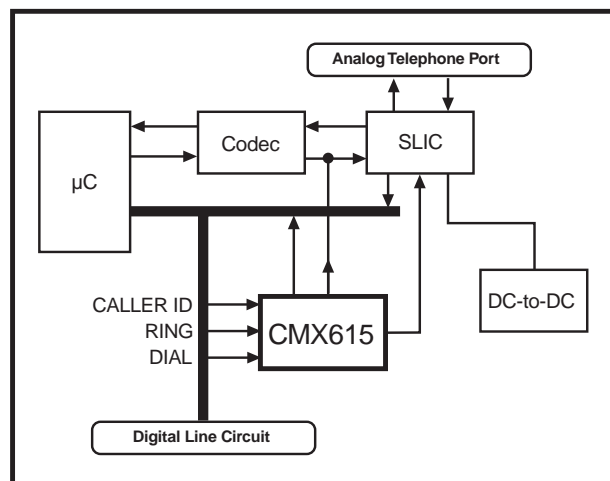 Analog Telephone Port
Codec
SLIC
µC
CALLER ID
RING
DIAL
CMX615
DC-to-DC
Digital Line Circuit